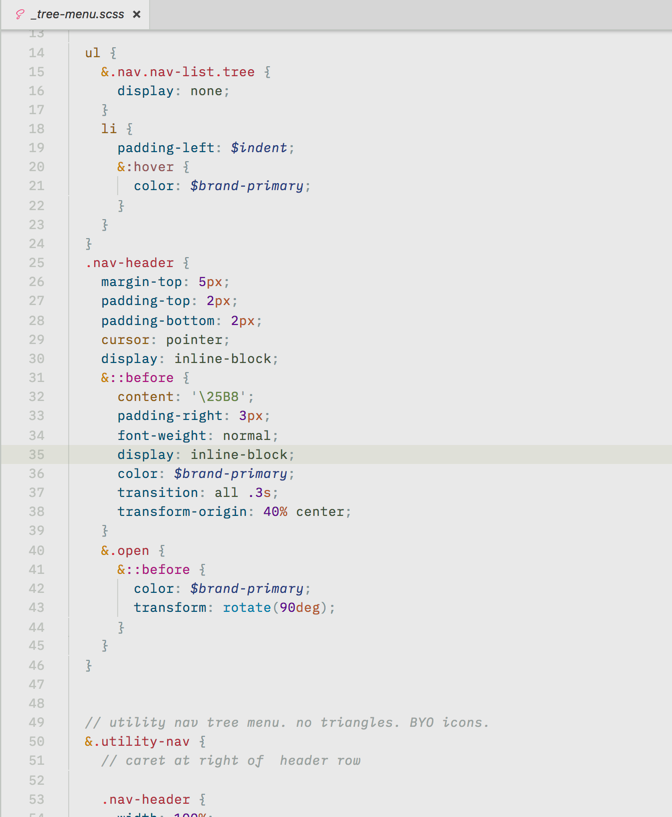 _tree-menu.scss ×
13
14 ul {
15 &.nav.nav-list.tree {
16 display: none;
17 }
18 li {
19 padding-left: $indent;
20 &:hover {
21 color: $brand-primary;
22 }
23 }
24 }
25 .nav-header {
26 margin-top: 5px;
27 padding-top: 2px;
28 padding-bottom: 2px;
29 cursor: pointer;
30 display: inline-block;
31 &::before {
32 content: '\25B8';
33 padding-right: 3px;
34 font-weight: normal;
35 display: inline-block;
36 color: $brand-primary;
37 transition: all .3s;
38 transform-origin: 40% center;
39 }
40 &.open {
41 &::before {
42 color: $brand-primary;
43 transform: rotate(90deg);
44 }
45 }
46 }
47
48
49 // utility nav tree menu. no triangles. BYO icons.
50 &.utility-nav {
51 // caret at right of  header row
52
53 .nav-header {
54 width: 100%;